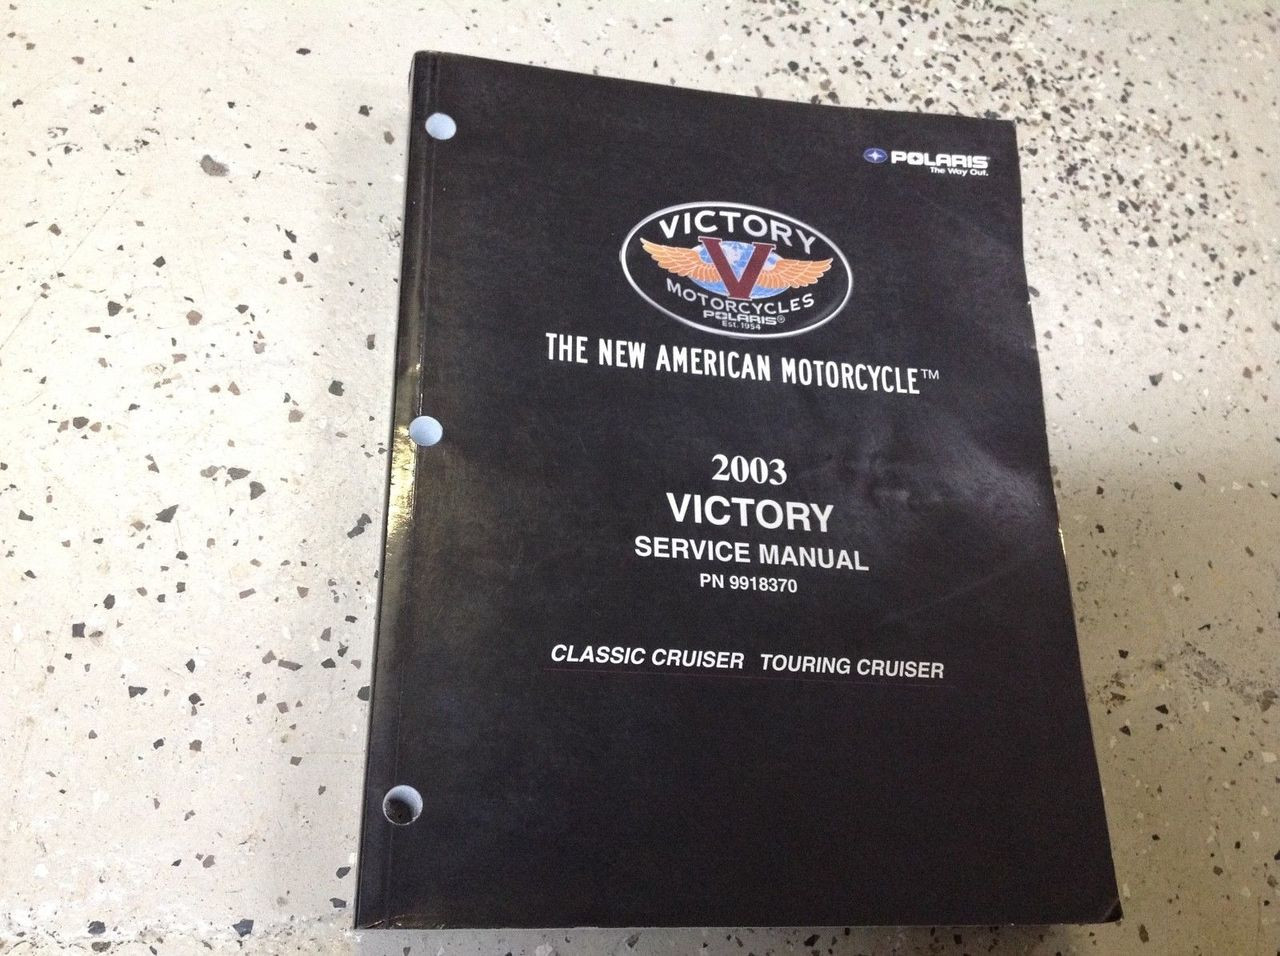 POLARIS
The Way Out.
VICTORY
V
MOTORCYCLES
POLARIS®
Est. 1954
THE NEW AMERICAN MOTORCYCLE™
2003
VICTORY
SERVICE MANUAL
PN 9918370
CLASSIC CRUISER TOURING CRUISER